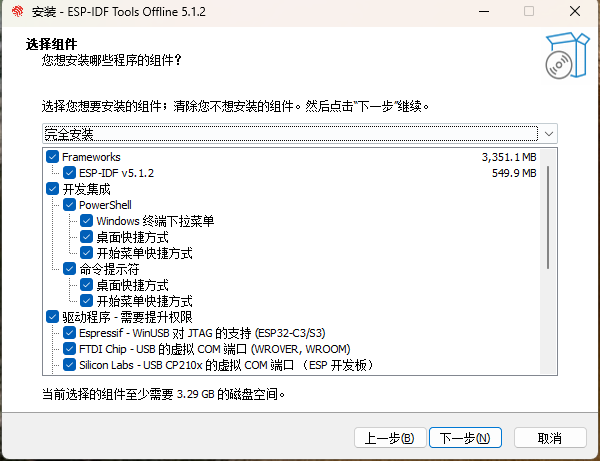 安装 - ESP-IDF Tools Offline 5.1.2
选择组件
您想安装哪些程序的组件？
选择您想要安装的组件；清除您不想安装的组件。然后点击“下一步”继续。
完全安装
Frameworks 3,351.1 MB
ESP-IDF v5.1.2 549.9 MB
开发集成
PowerShell
Windows 终端下拉菜单
桌面快捷方式
开始菜单快捷方式
命令提示符
桌面快捷方式
开始菜单快捷方式
驱动程序 - 需要提升权限
Espressif - WinUSB 对 JTAG 的支持 (ESP32-C3/S3)
FTDI Chip - USB 的虚拟 COM 端口 (WROVER, WROOM)
Silicon Labs - USB CP210x 的虚拟 COM 端口 （ESP 开发板）
当前选择的组件至少需要 3.29 GB 的磁盘空间。
上一步(B) 下一步(N) 取消